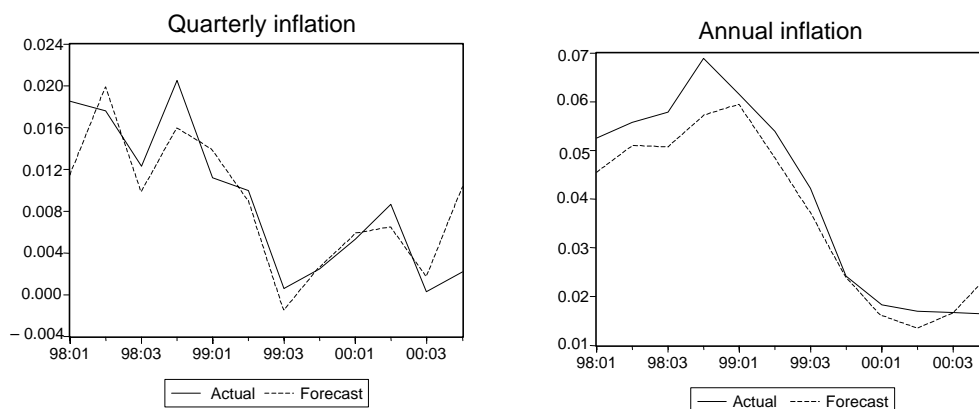 Quarterly inflation
0.024
0.020
0.016
0.012
0.008
0.004
0.000
– 0.004
98:01 98:03 99:01 99:03 00:01 00:03
Actual Forecast
Annual inflation
0.07
0.06
0.05
0.04
0.03
0.02
0.01
98:01 98:03 99:01 99:03 00:01 00:03
Actual Forecast